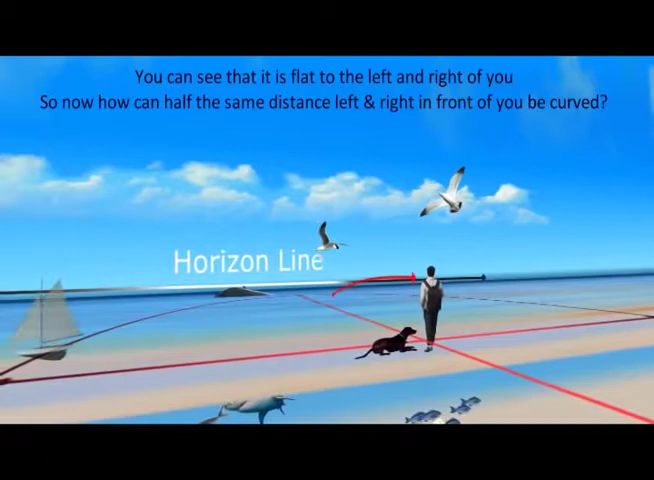 You can see that it is flat to the left and right of you
So now how can half the same distance left & right in front of you be curved?
Horizon Line